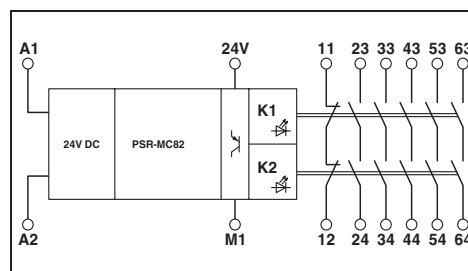 A1 24V 11 23 33 43 53 63
K1
24V DC PSR-MC82
K2
A2 M1 12 24 34 44 54 64